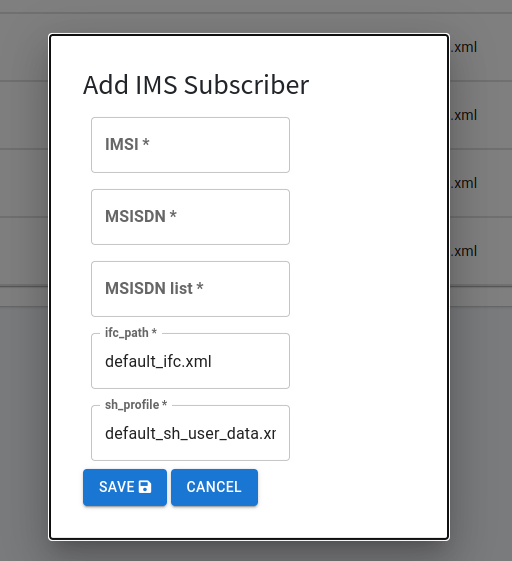 .xml
Add IMS Subscriber
IMSI *
.xml
MSISDN *
.xml
.xml
MSISDN list *
ifc_path *
default_ifc.xml
sh_profile *
default_sh_user_data.xr
SAVE
CANCEL